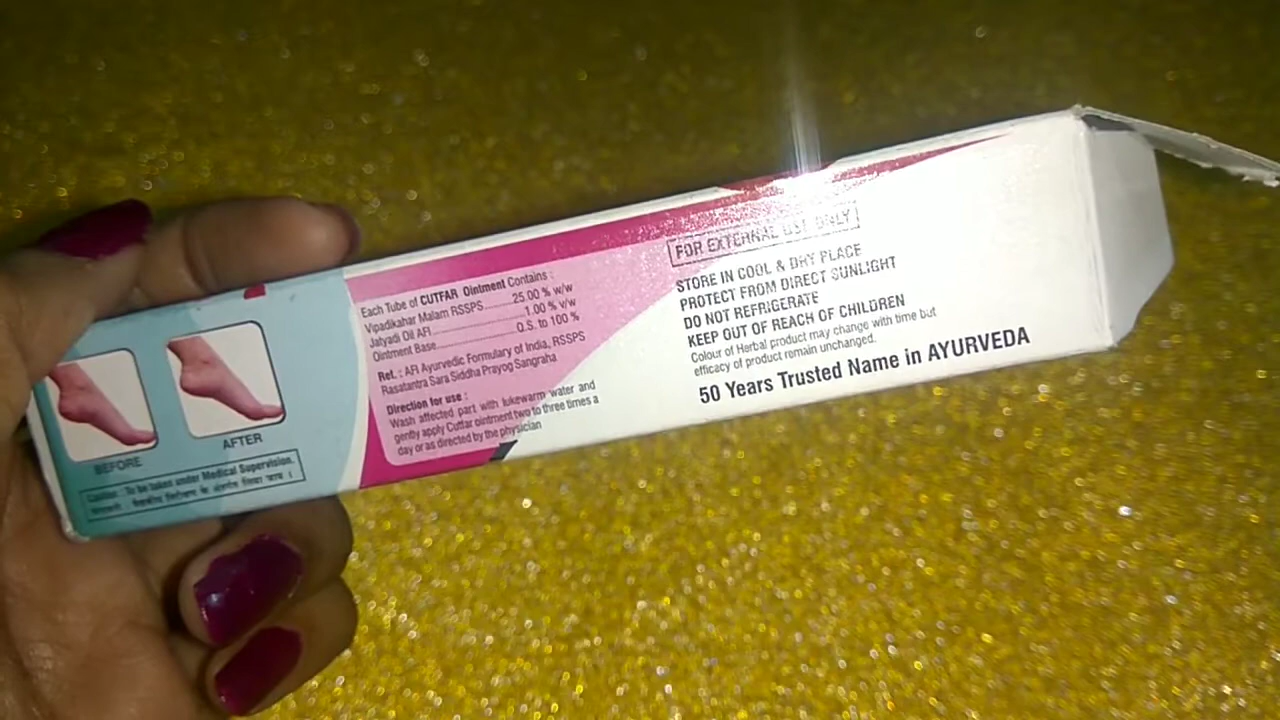 BEFORE
AFTER
Caution : To be taken under Medical Supervision.
Each Tube of CUTFAR Ointment Contains :
Vipadikahar Malam RSSPS.......25.00 % w/w
Jatyadi Oil AFI.......................1.00 % v/w
Ointment Base.....................Q.S. to 100 %
Ref. : AFI Ayurvedic Formulary of India, RSSPS
Rasatantra Sara Siddha Prayog Sangraha
Direction for use :
Wash affected part with lukewarm water and
gently apply Cutfar ointment two to three times a
day or as directed by the physician
FOR EXTERNAL USE ONLY
STORE IN COOL & DRY PLACE
PROTECT FROM DIRECT SUNLIGHT
DO NOT REFRIGERATE
KEEP OUT OF REACH OF CHILDREN
Colour of Herbal product may change with time but
efficacy of product remain unchanged.
50 Years Trusted Name in AYURVEDA